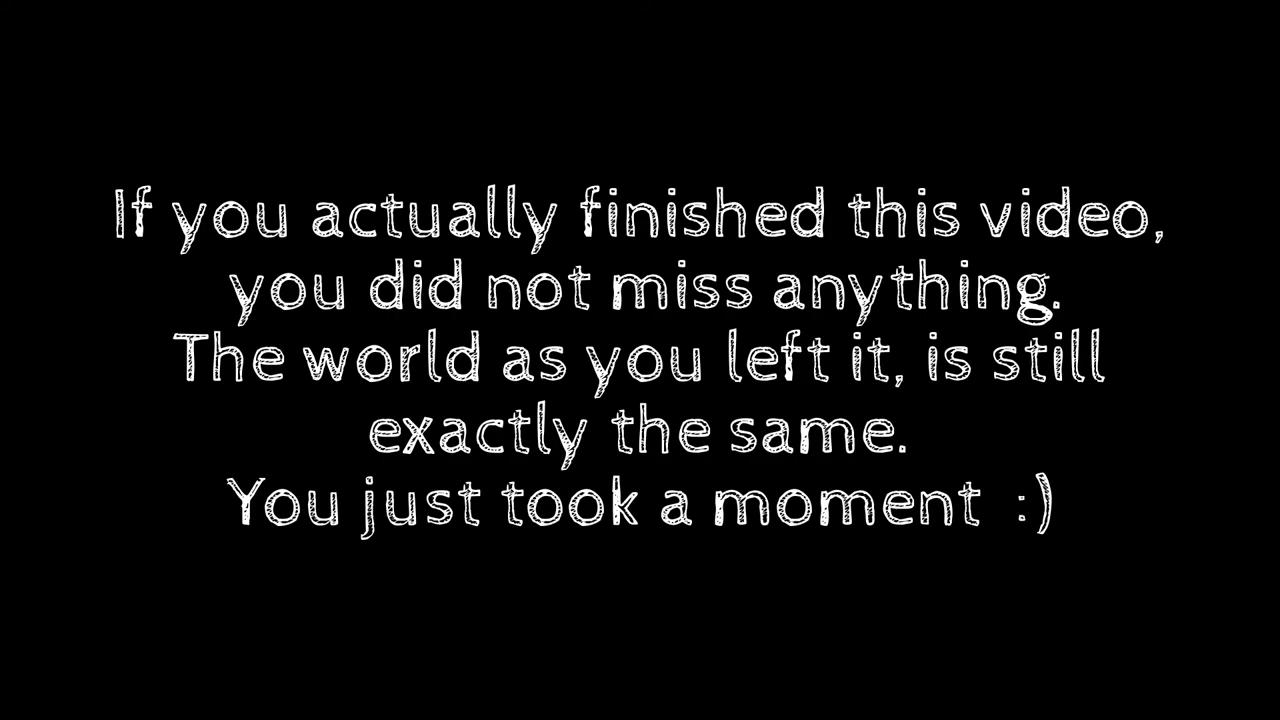 If you actually finished this video,
you did not miss anything.
The world as you left it, is still
exactly the same.
You just took a moment :)